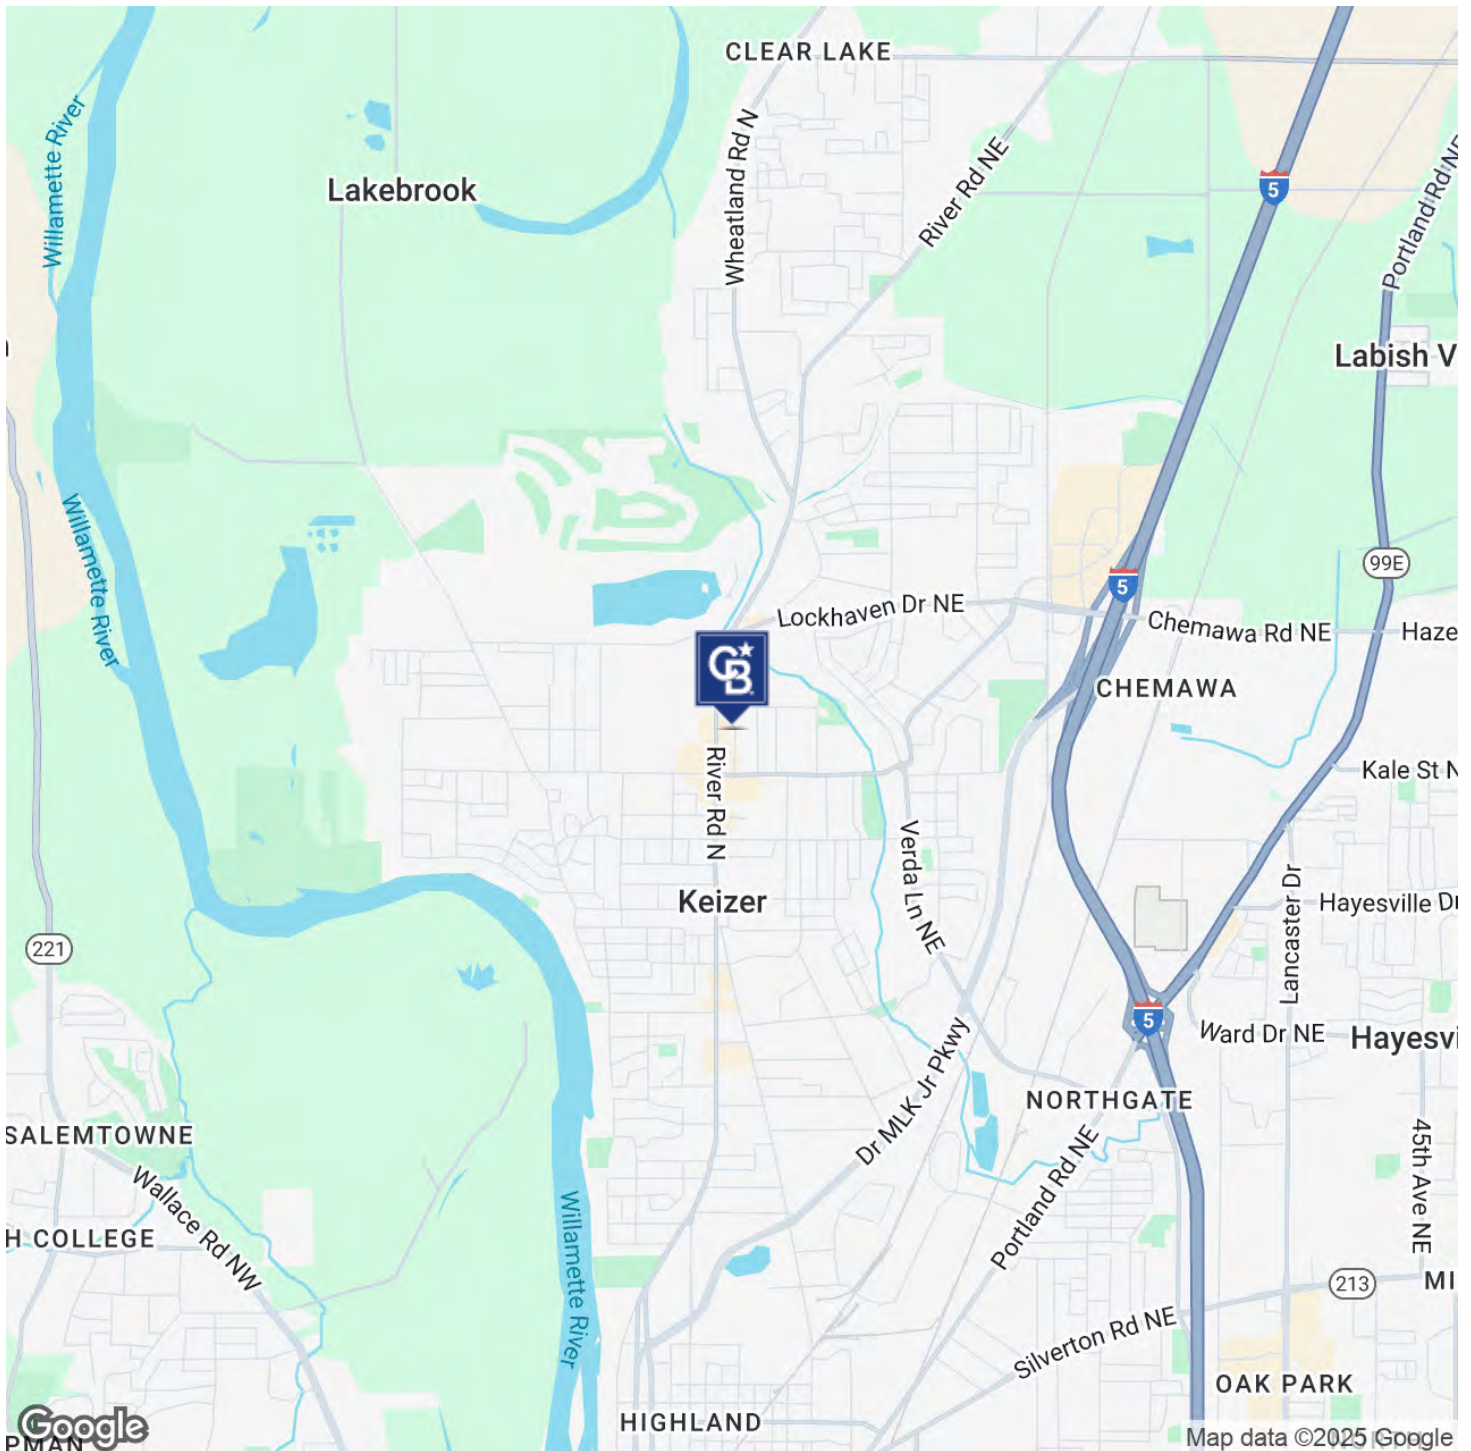 CLEAR LAKE
Willamette River
Wheatland Rd N
River Rd NE
5
Portland Rd NE
Lakebrook
Labish V
Willamette River
99E
5
Lockhaven Dr NE
Chemawa Rd NE
Haze
CB
CHEMAWA
River Rd N
Kale St N
Verda Ln NE
Keizer
Lancaster Dr
Hayesville Dr
221
5
Ward Dr NE
Hayesvi
Dr MLK Jr Pkwy
NORTHGATE
SALEMTOWNE
45th Ave NE
Wallace Rd NW
Portland Rd NE
H COLLEGE
Willamette River
213
MI
Silverton Rd NE
OAK PARK
HIGHLAND
Google
PMAN
Map data ©2025 Google